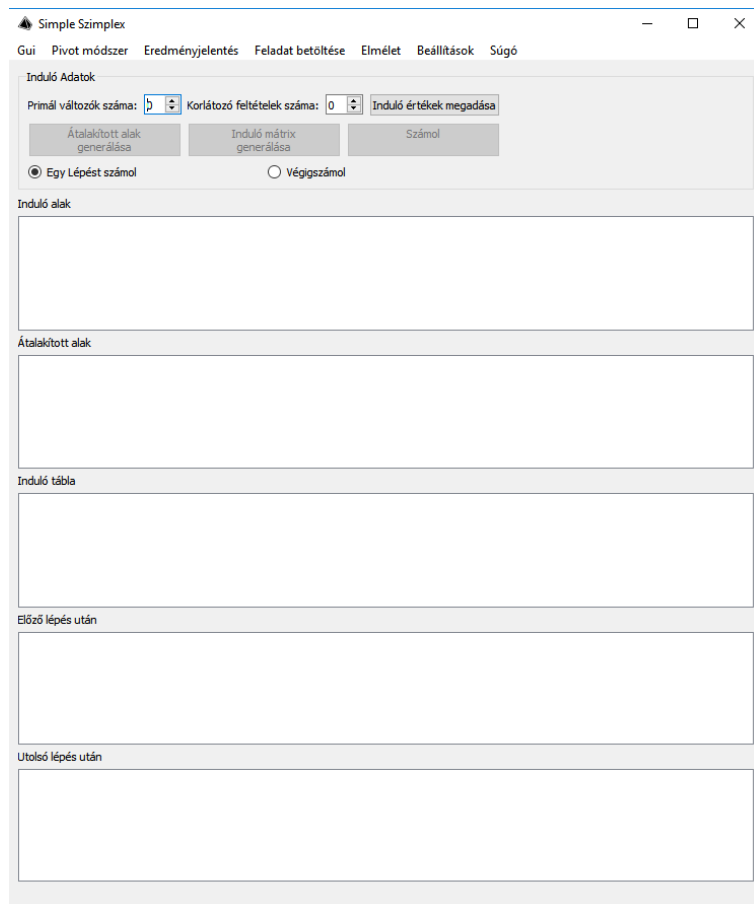 Simple Szimplex
Gui Pivot módszer Eredményjelentés Feladat betöltése Elmélet Beállítások Súgó
Induló Adatok
Primál változók száma: Korlátozó feltételek száma: 0 Induló értékek megadása
Átalakított alak
generálása
Induló mátrix
generálása
Számol
Egy Lépést számol Végigszámol
Induló alak
Átalakított alak
Induló tábla
Előző lépés után
Utolsó lépés után